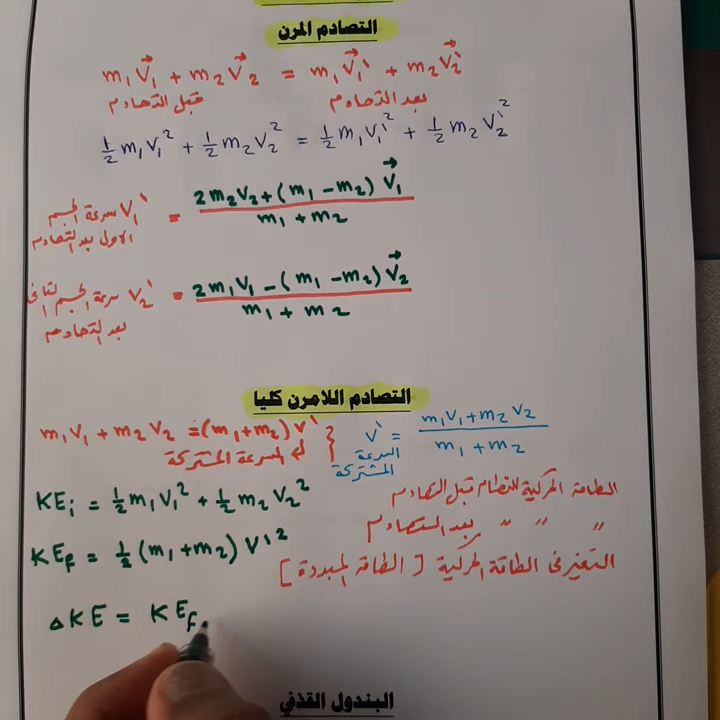 التصادم المرن
m₁v⃗₁ + m₂v⃗₂ = m₁v⃗₁' + m₂v⃗₂'
قبل التصادم بعد التصادم
½m₁v₁² + ½m₂v₂² = ½m₁v₁'² + ½m₂v₂'²
v₁' سرعة الجسم الاول بعد التصادم = (2m₂v₂+(m₁-m₂)v⃗₁) / (m₁+m₂)
v₂' سرعة الجسم الثاني بعد التصادم = (2m₁v₁-(m₁-m₂)v⃗₂) / (m₁+m₂)
التصادم اللامرن كليا
m₁v₁ + m₂v₂ = (m₁+m₂)v' } v' = (m₁v₁+m₂v₂) / (m₁+m₂)
السرعة المشتركة السرعة المشتركة
KEᵢ = ½m₁v₁² + ½m₂v₂² الطاقة الحركية للنظام قبل التصادم
KE_f = ½(m₁+m₂)v'² " " " بعد التصادم
التغير في الطاقة الحركية [الطاقة المبددة]
ΔKE = KE_f
البندول القذفي